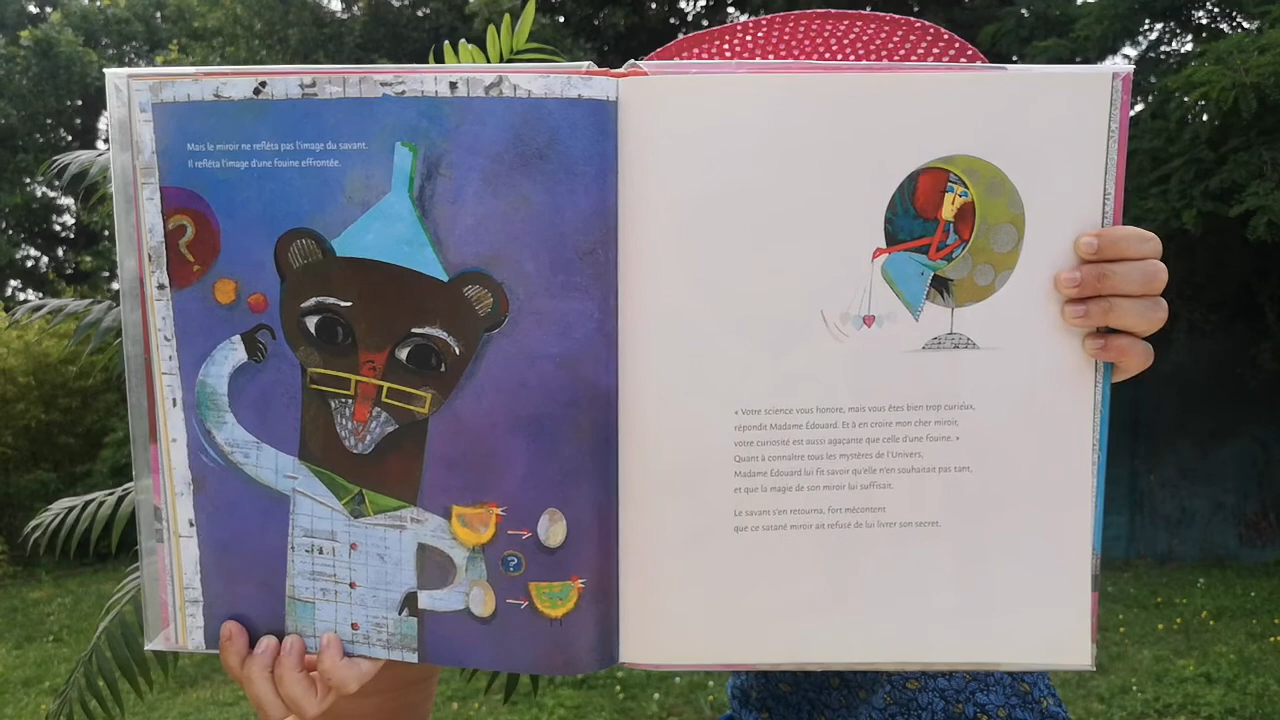 Mais le miroir ne refléta pas l'image du savant.
Il refléta l'image d'une fouine effrontée.
?
?
« Votre science vous honore, mais vous êtes bien trop curieux,
répondit Madame Édouard. Et à en croire mon cher miroir,
votre curiosité est aussi agaçante que celle d'une fouine. »
Quant à connaître tous les mystères de l'Univers,
Madame Édouard lui fit savoir qu'elle n'en souhaitait pas tant,
et que la magie de son miroir lui suffisait.
Le savant s'en retourna, fort mécontent
que ce satané miroir ait refusé de lui livrer son secret.